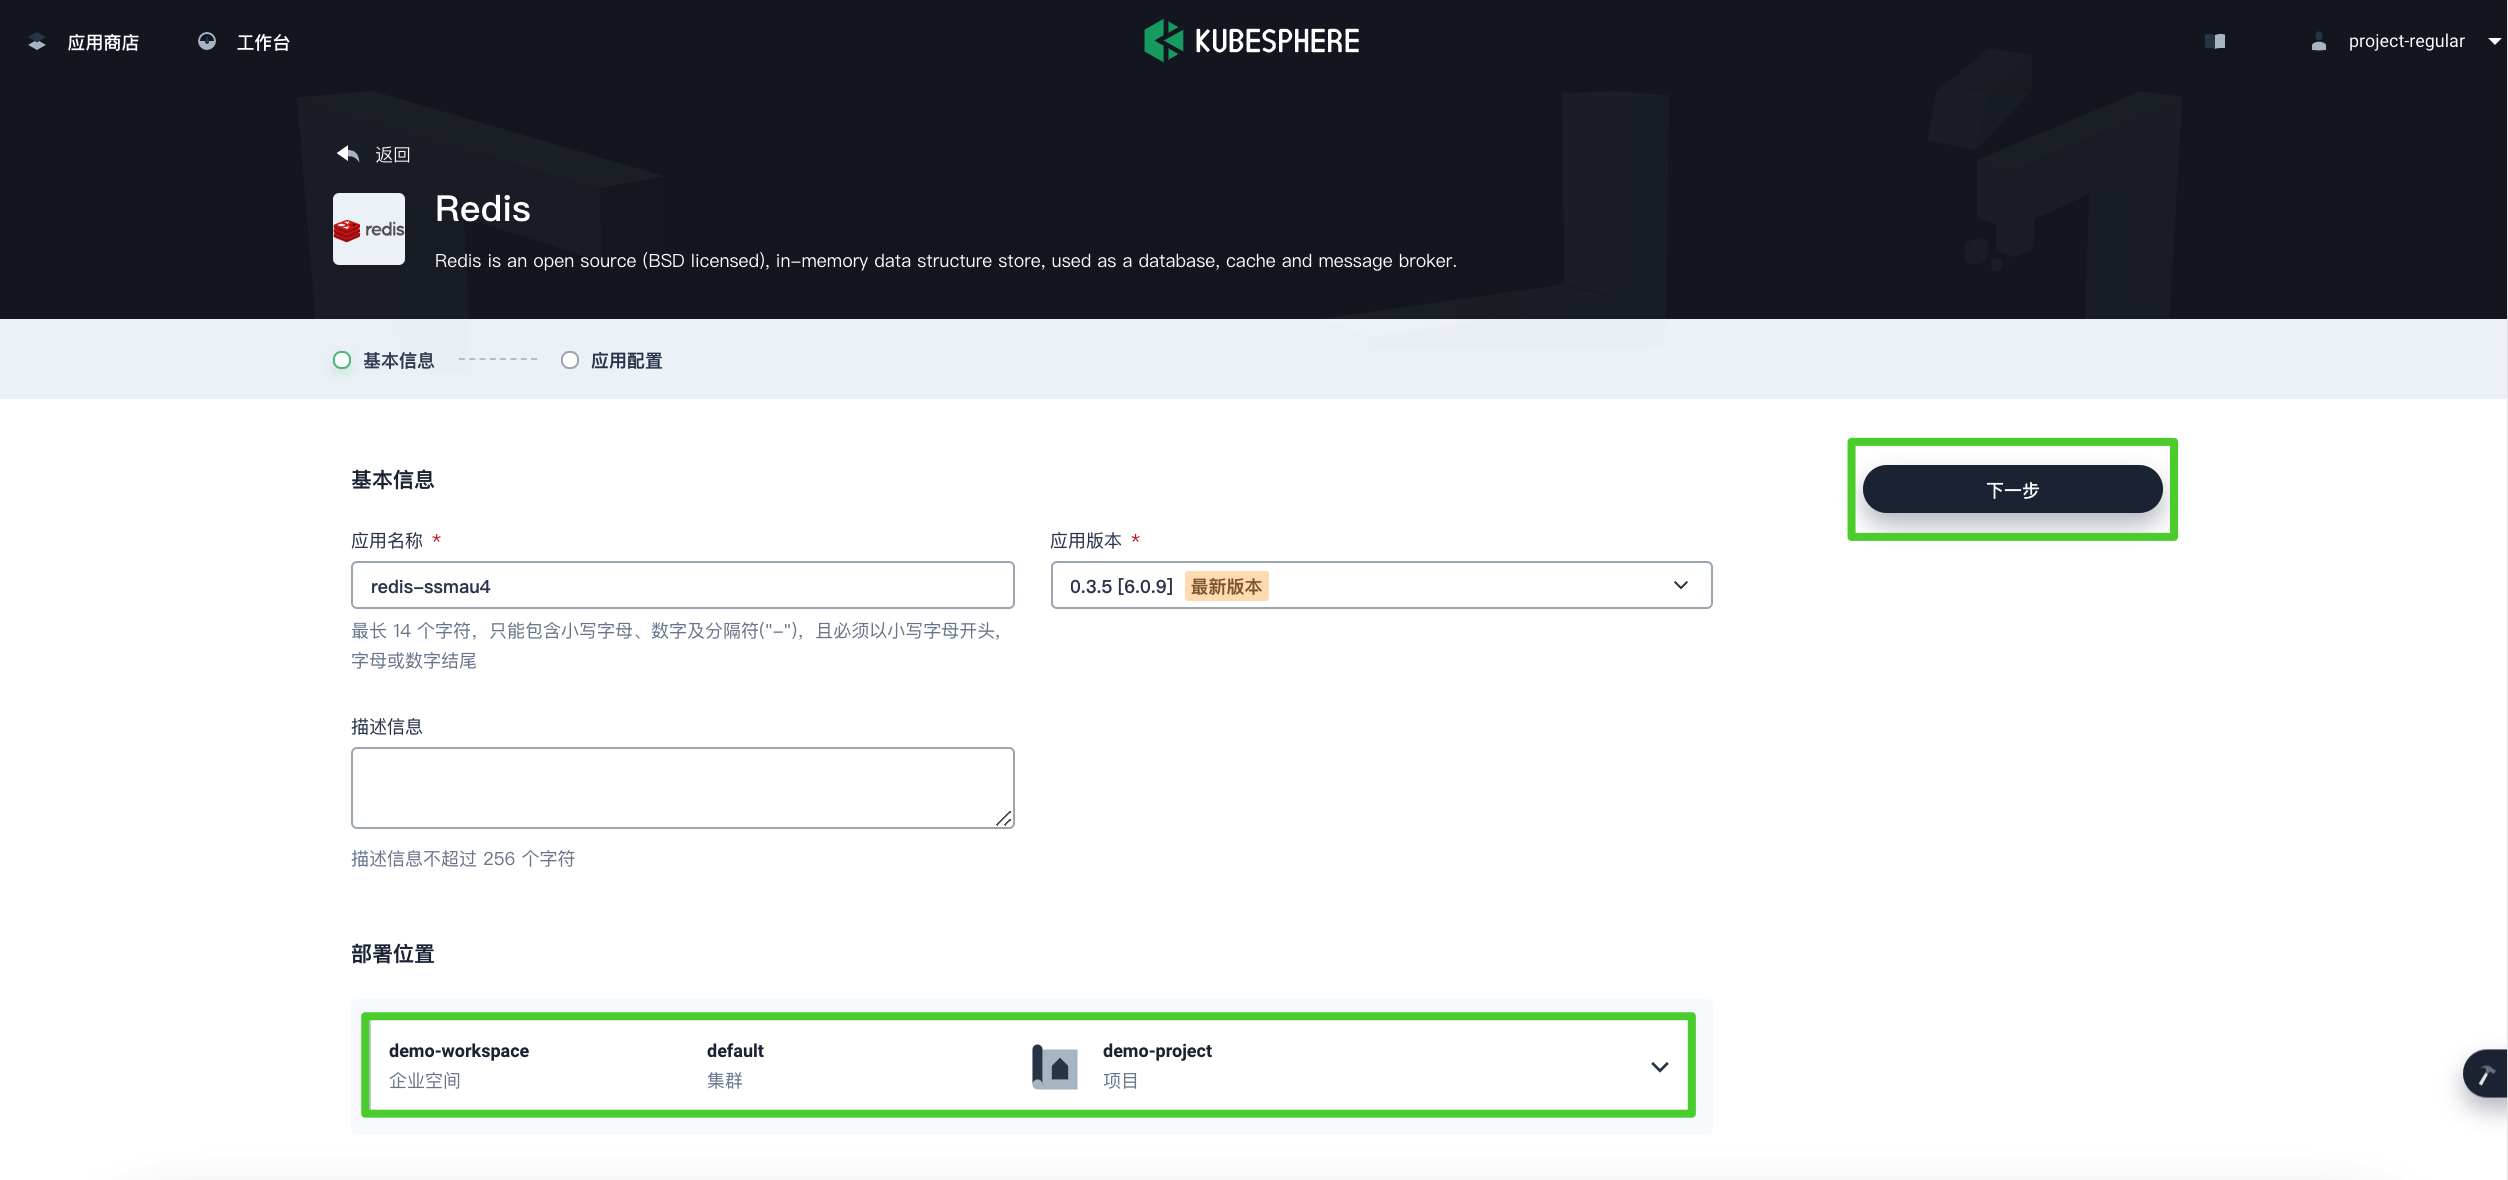 应用商店
工作台
KUBESPHERE
project-regular
返回
redis
Redis
Redis is an open source (BSD licensed), in-memory data structure store, used as a database, cache and message broker.
基本信息
应用配置
基本信息
下一步
应用名称 *
应用版本 *
redis-ssmau4
0.3.5 [6.0.9] 最新版本
最长 14 个字符，只能包含小写字母、数字及分隔符("-")，且必须以小写字母开头，
字母或数字结尾
描述信息
描述信息不超过 256 个字符
部署位置
demo-workspace
企业空间
default
集群
demo-project
项目